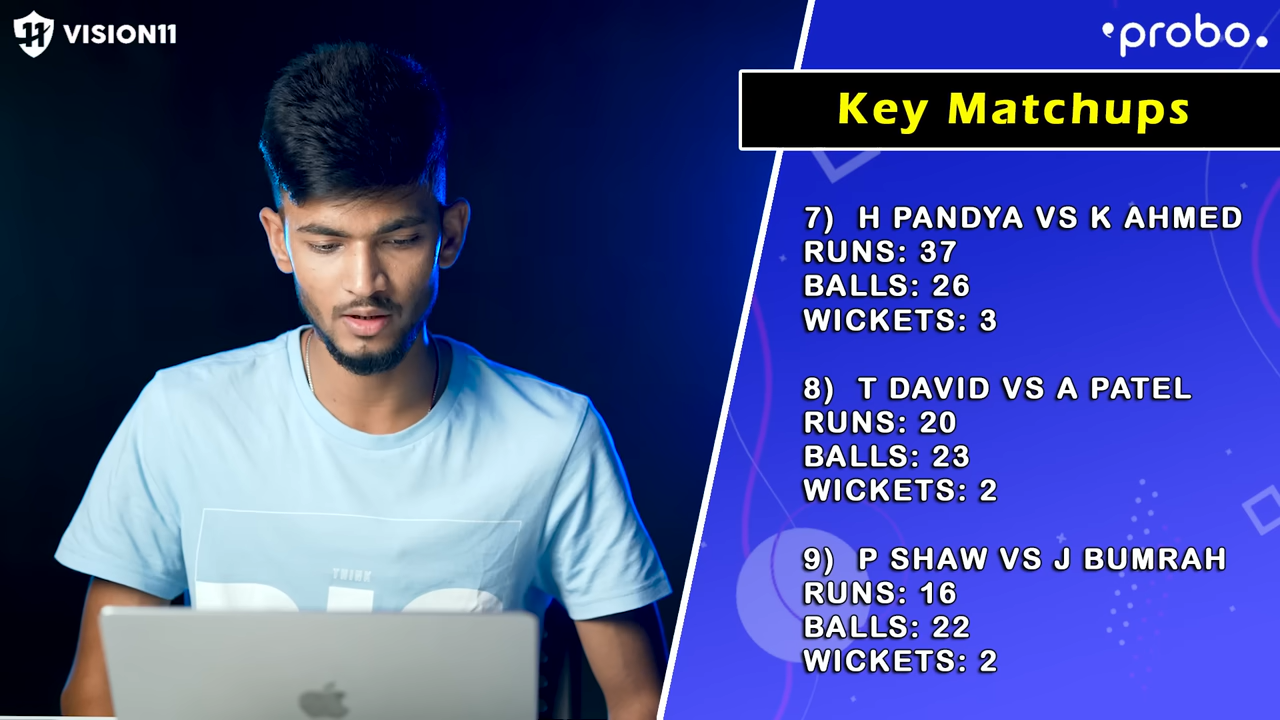 VISION11
probo.
Key Matchups
7) H PANDYA VS K AHMED
RUNS: 37
BALLS: 26
WICKETS: 3
8) T DAVID VS A PATEL
RUNS: 20
BALLS: 23
WICKETS: 2
9) P SHAW VS J BUMRAH
RUNS: 16
BALLS: 22
WICKETS: 2
THINK